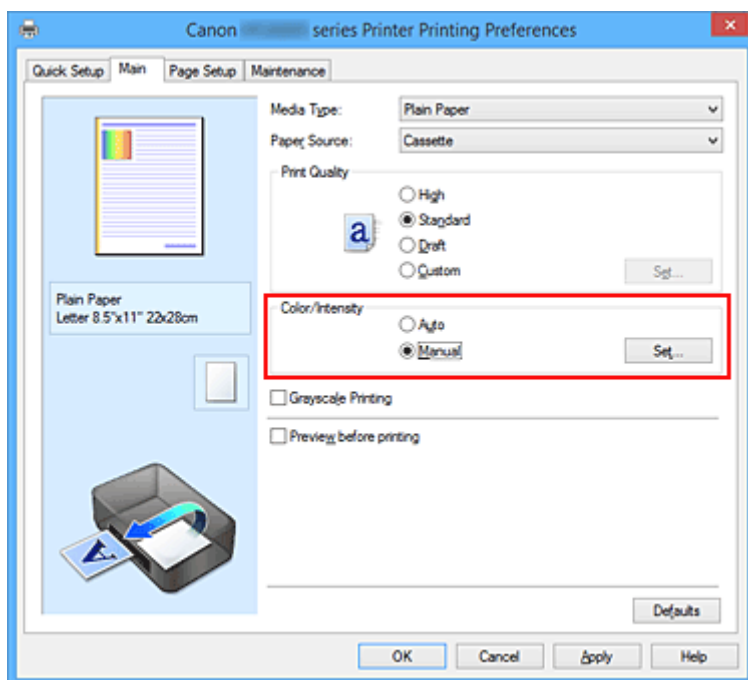 Canon series Printer Printing Preferences
Quick Setup Main Page Setup Maintenance
Media Type: Plain Paper
Paper Source: Cassette
Print Quality
High
Standard
Draft
Custom Set...
a
Plain Paper
Letter 8.5"x11" 22x28cm
Color/Intensity
Auto
Manual Set...
Grayscale Printing
Preview before printing
A
Defaults
OK Cancel Apply Help